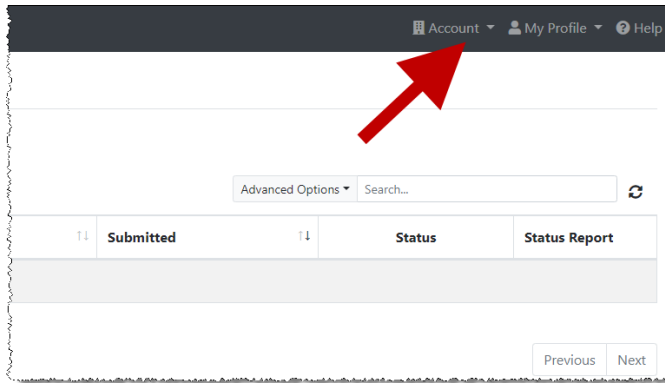 Account My Profile Help
Advanced Options Search...
Submitted Status Status Report
Previous Next